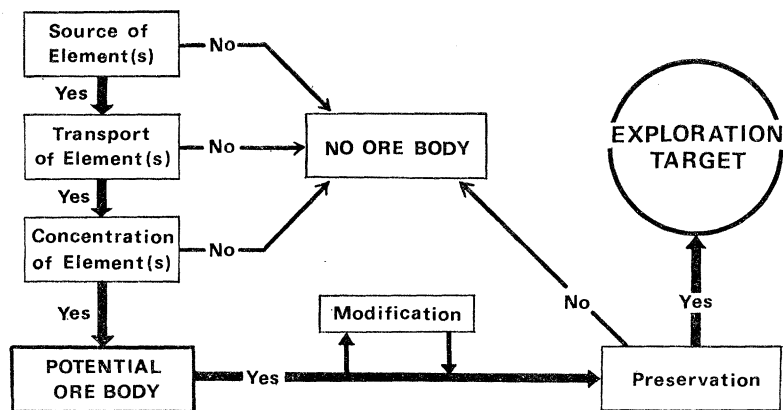 Source of
Element(s)
No
Yes
Transport
of Element(s)
No
NO ORE BODY
EXPLORATION
TARGET
Yes
Concentration
of Element(s)
No
Yes
Modification
No
Yes
POTENTIAL
ORE BODY
Yes
Preservation